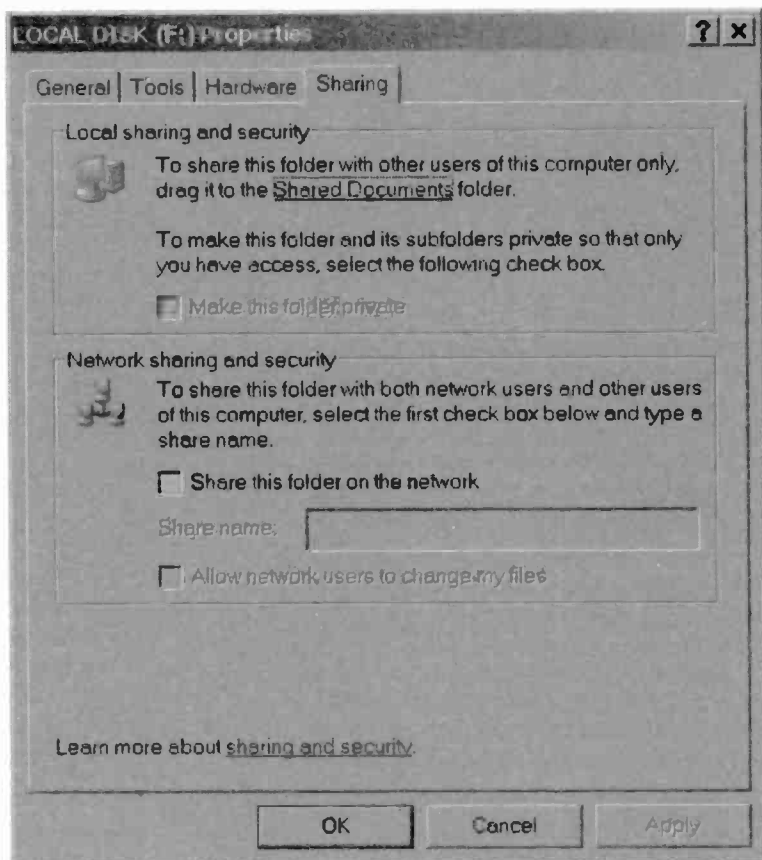 LOCAL DISK (F:) Properties
? ×
General Tools Hardware Sharing
Local sharing and security
To share this folder with other users of this computer only,
drag it to the Shared Documents folder.
To make this folder and its subfolders private so that only
you have access, select the following check box.
Make this folder private
Network sharing and security
To share this folder with both network users and other users
of this computer, select the first check box below and type a
share name.
Share this folder on the network
Share name:
Allow network users to change my files
Learn more about sharing and security.
OK Cancel Apply